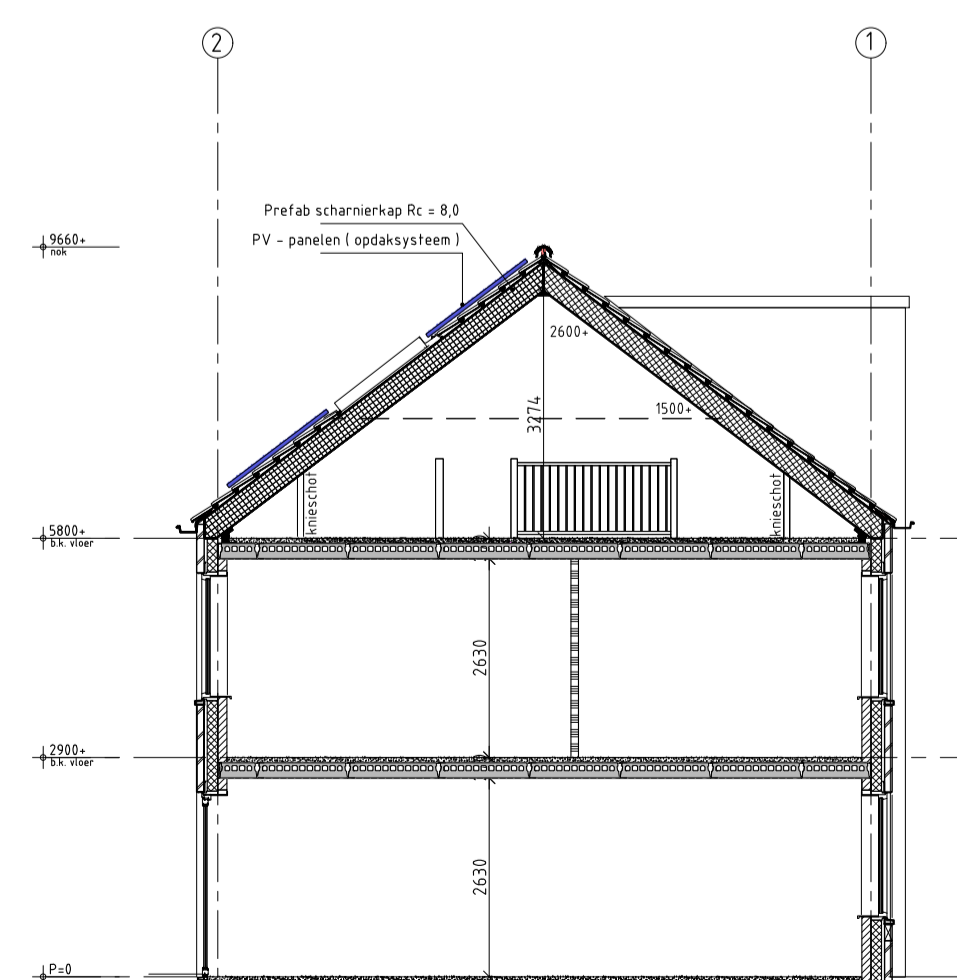 2
1
Prefab scharnierkap Rc = 8,0
PV - panelen ( opdaksysteem )
9660+
nok
2600+
3274
1500+
knieschot
knieschot
5800+
b.k. vloer
2630
2900+
b.k. vloer
2630
P=0